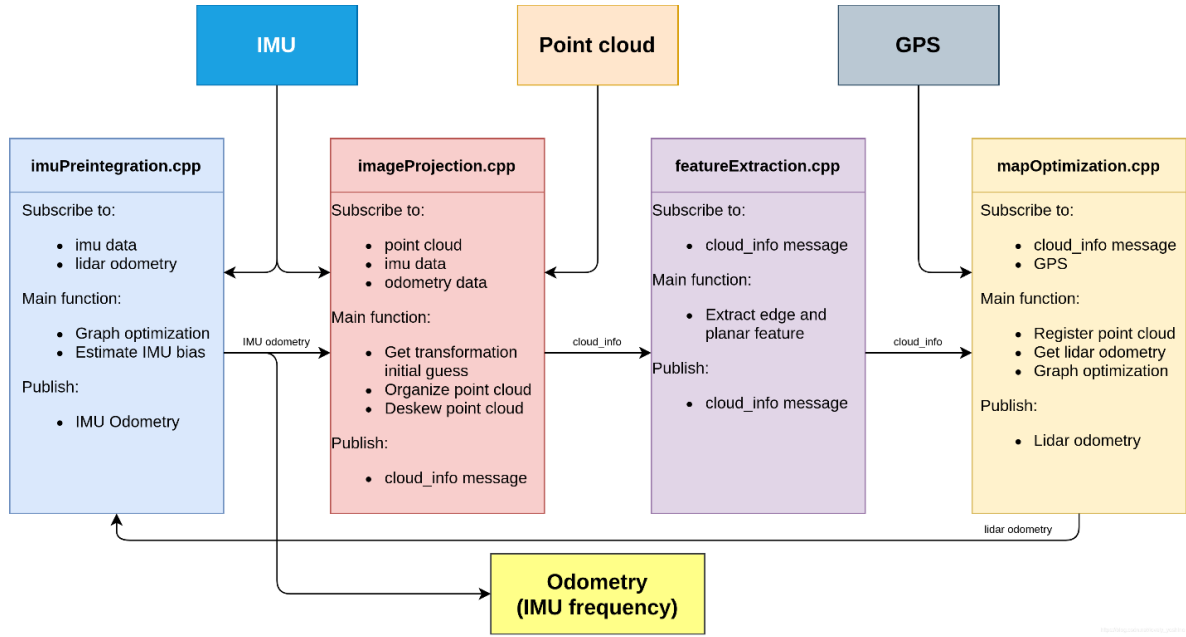 IMU
Point cloud
GPS
imuPreintegration.cpp
Subscribe to:
imu data
lidar odometry
Main function:
Graph optimization
Estimate IMU bias
Publish:
IMU Odometry
IMU odometry
imageProjection.cpp
Subscribe to:
point cloud
imu data
odometry data
Main function:
Get transformation
initial guess
Organize point cloud
Deskew point cloud
Publish:
cloud_info message
cloud_info
featureExtraction.cpp
Subscribe to:
cloud_info message
Main function:
Extract edge and
planar feature
Publish:
cloud_info message
cloud_info
mapOptimization.cpp
Subscribe to:
cloud_info message
GPS
Main function:
Register point cloud
Get lidar odometry
Graph optimization
Publish:
Lidar odometry
lidar odometry
Odometry
(IMU frequency)